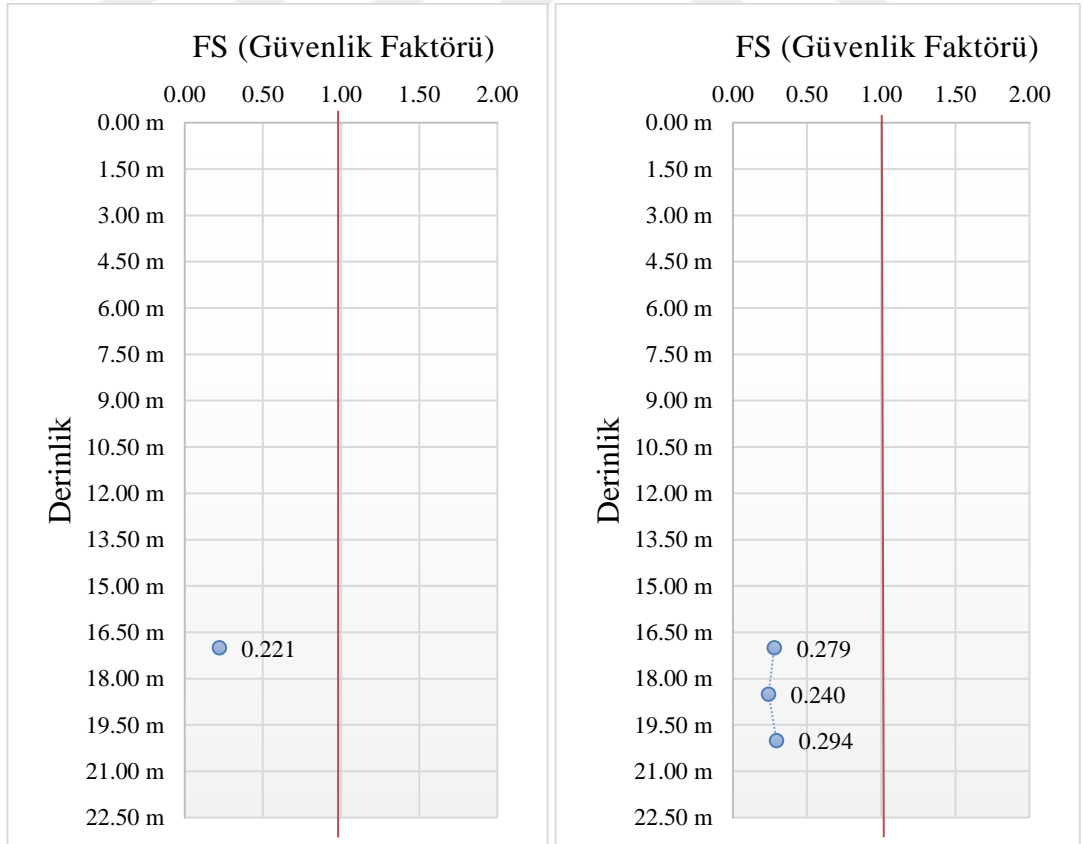 FS (Güvenlik Faktörü)
0.00 0.50 1.00 1.50 2.00
0.00 m
1.50 m
3.00 m
4.50 m
6.00 m
7.50 m
9.00 m
10.50 m
12.00 m
13.50 m
15.00 m
16.50 m
18.00 m
19.50 m
21.00 m
22.50 m
Derinlik
0.221
FS (Güvenlik Faktörü)
0.00 0.50 1.00 1.50 2.00
0.00 m
1.50 m
3.00 m
4.50 m
6.00 m
7.50 m
9.00 m
10.50 m
12.00 m
13.50 m
15.00 m
16.50 m
18.00 m
19.50 m
21.00 m
22.50 m
Derinlik
0.279
0.240
0.294